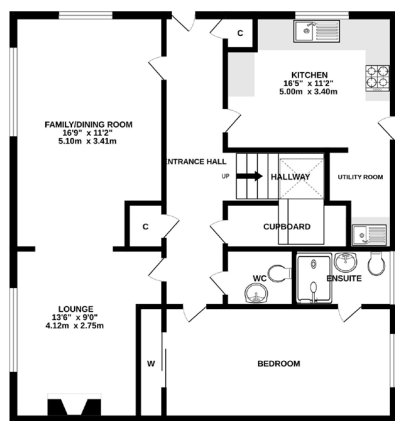 C
KITCHEN
16'5" x 11'2"
5.00m x 3.40m
FAMILY/DINING ROOM
16'9" x 11'2"
5.10m x 3.41m
ENTRANCE HALL
UP
HALLWAY
UTILITY ROOM
C
CUPBOARD
WC
ENSUITE
LOUNGE
13'6" x 9'0"
4.12m x 2.75m
W
BEDROOM